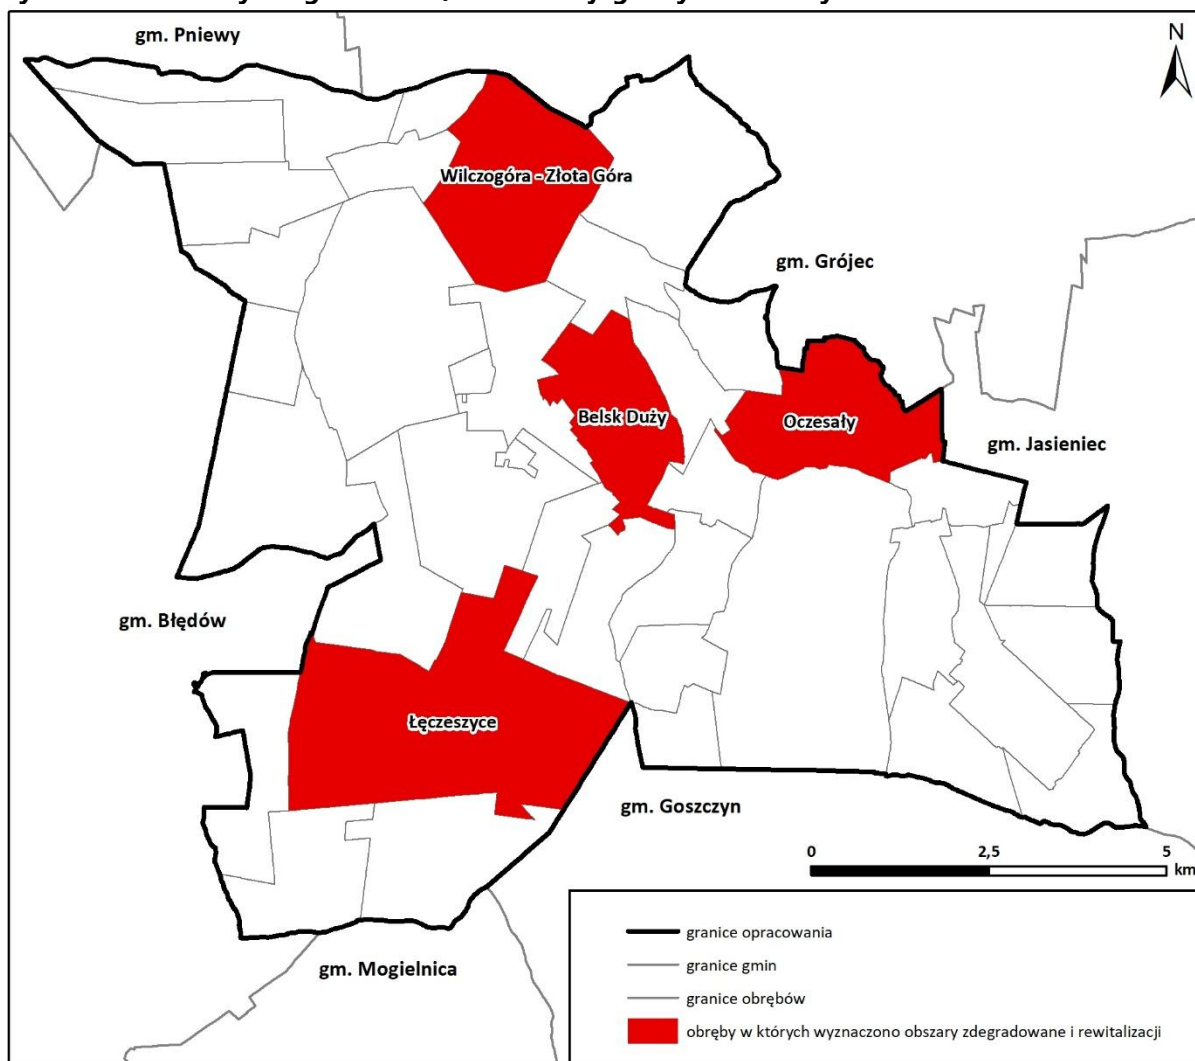 gm. Pniewy
N
Wilczogóra - Złota Góra
gm. Grójec
Belsk Duży
Oczesały
gm. Jasieniec
gm. Błędów
Łęczeszyce
gm. Goszczyn
0 2,5 5
km
gm. Mogielnica
granice opracowania
granice gmin
granice obrębów
obręby w których wyznaczono obszary zdegradowane i rewitalizacji